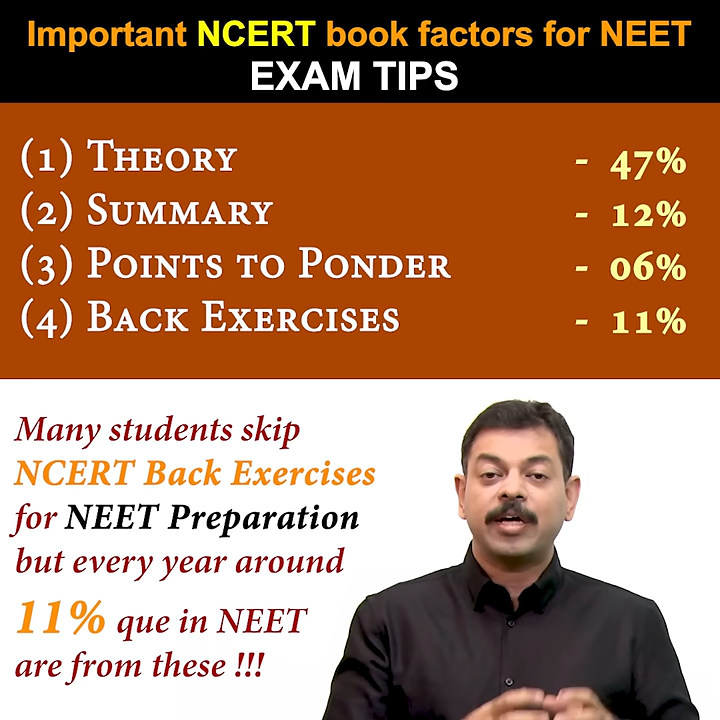 Important NCERT book factors for NEET
EXAM TIPS
(1) THEORY - 47%
(2) SUMMARY - 12%
(3) POINTS TO PONDER - 06%
(4) BACK EXERCISES - 11%
Many students skip
NCERT Back Exercises
for NEET Preparation
but every year around
11% que in NEET
are from these !!!